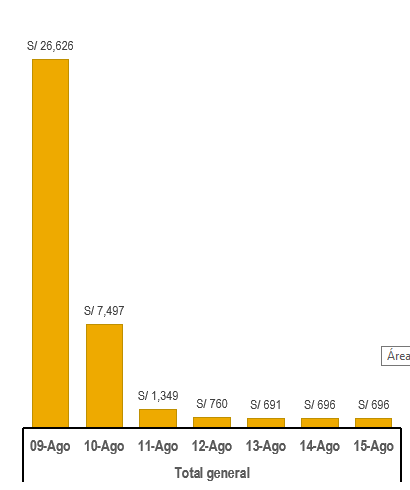 S/ 26,626
S/ 7,497
S/ 1,349
S/ 760
S/ 691
S/ 696
S/ 696
Área
09-Ago 10-Ago 11-Ago 12-Ago 13-Ago 14-Ago 15-Ago
Total general